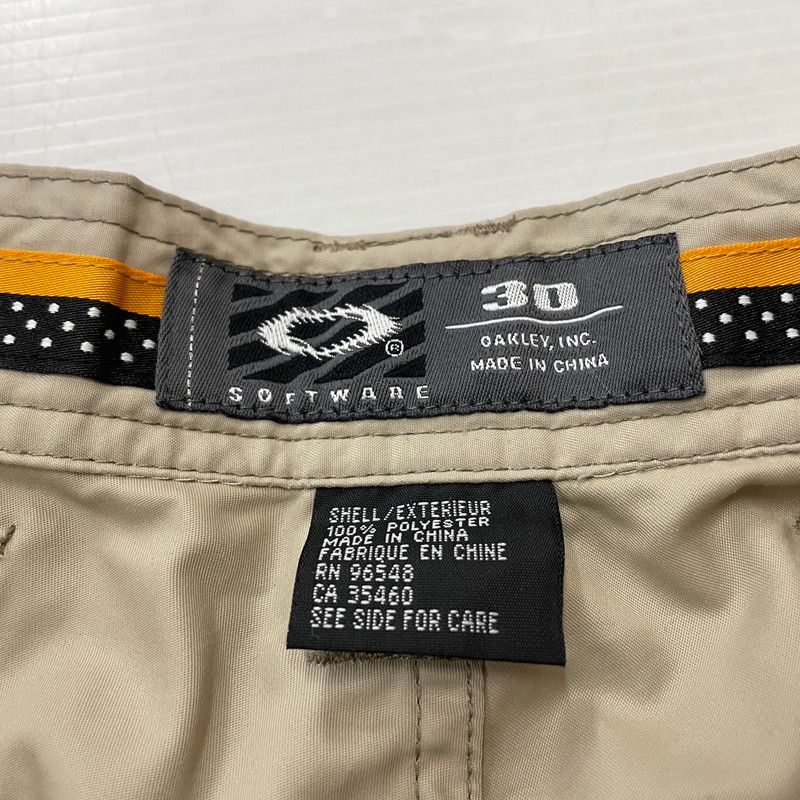 30
OAKLEY, INC.
MADE IN CHINA
®
SOFTWARE
SHELL/EXTERIEUR
100% POLYESTER
MADE IN CHINA
FABRIQUE EN CHINE
RN 96548
CA 35460
SEE SIDE FOR CARE